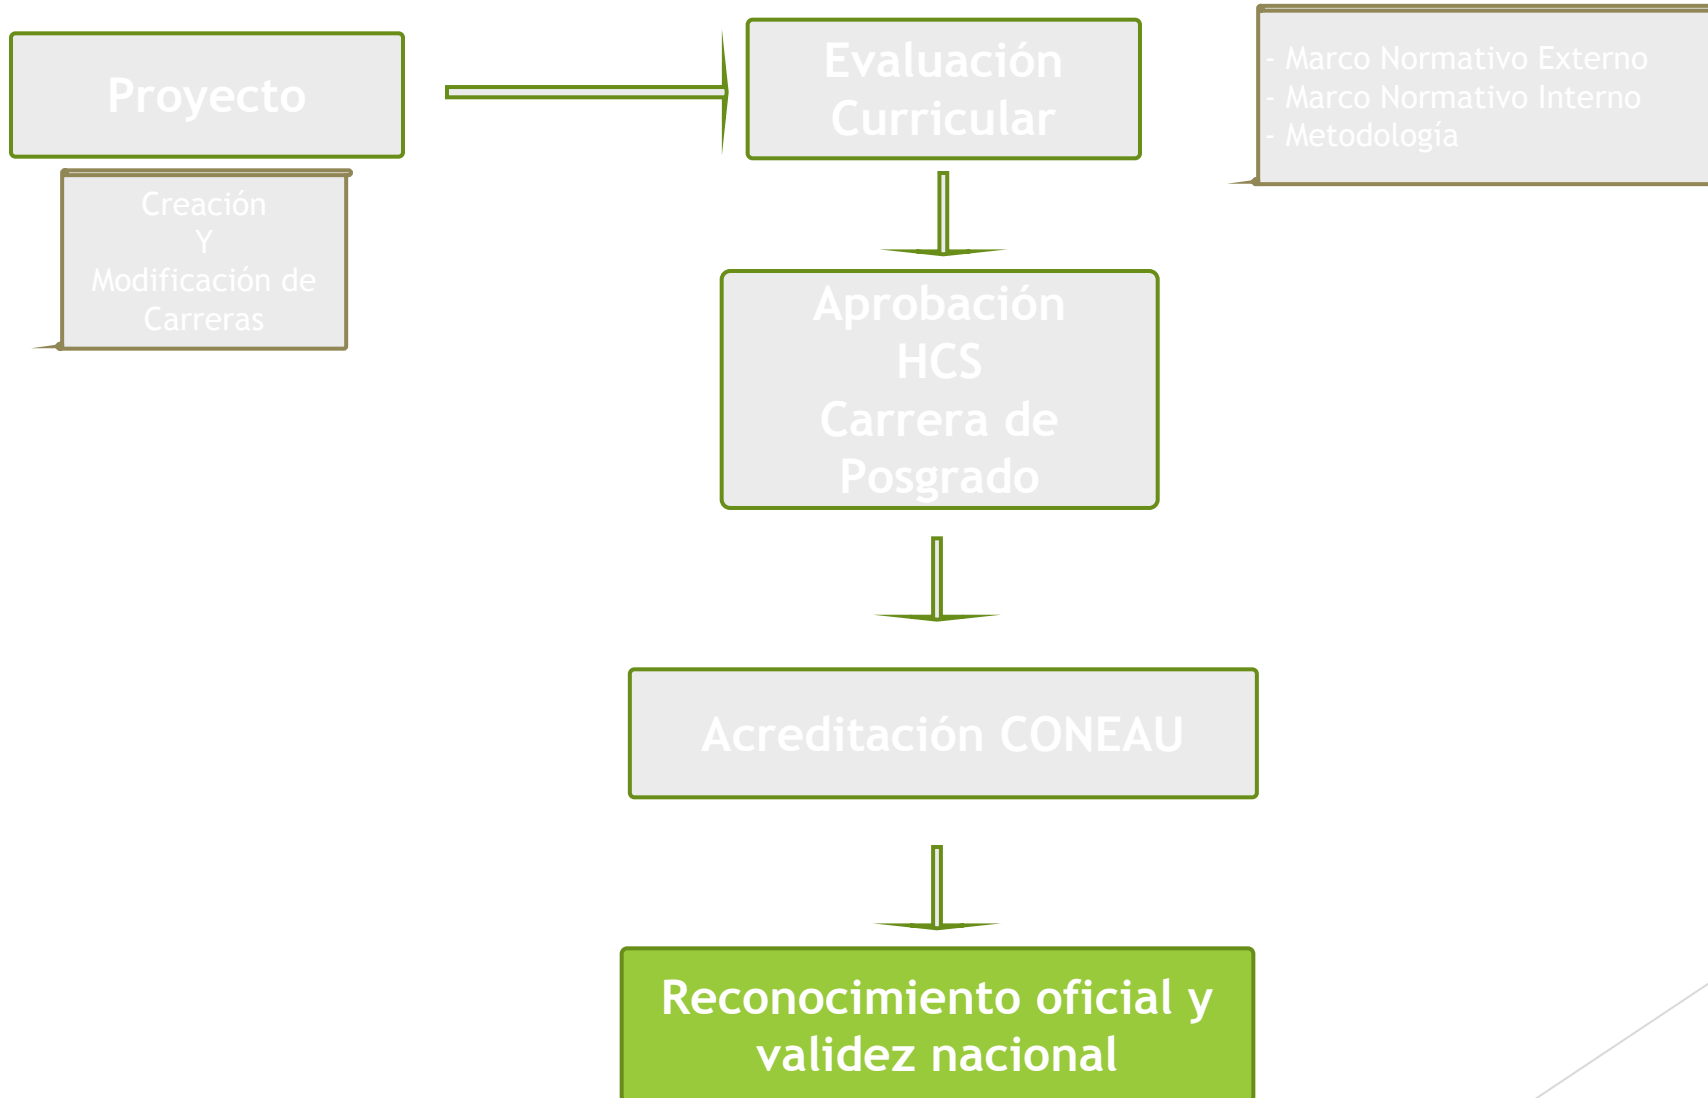 Proyecto
Creación
Y
Modificación de
Carreras
Evaluación
Curricular
- Marco Normativo Externo
- Marco Normativo Interno
- Metodología
Aprobación
HCS
Carrera de
Posgrado
Acreditación CONEAU
Reconocimiento oficial y
validez nacional